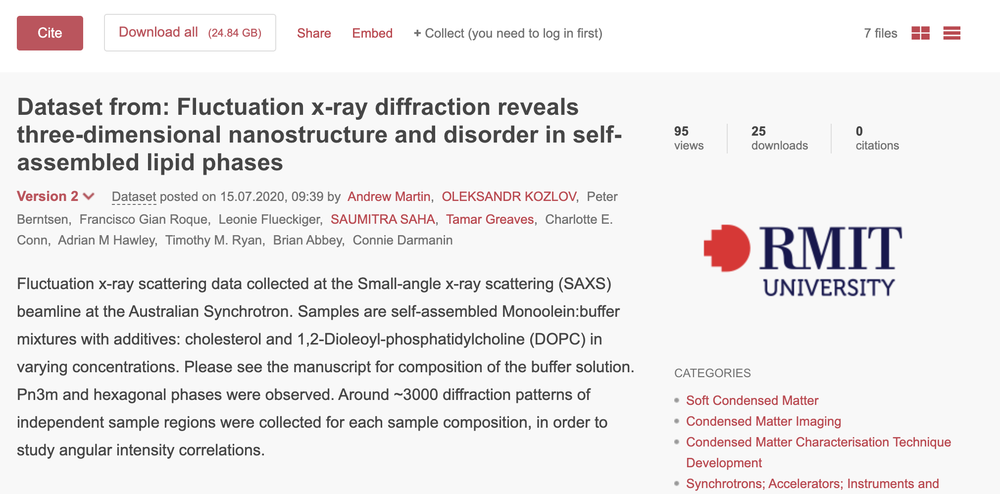 Cite
Download all (24.84 GB)
Share
Embed
+ Collect (you need to log in first)
7 files
Dataset from: Fluctuation x-ray diffraction reveals
three-dimensional nanostructure and disorder in self-
assembled lipid phases
95
views
25
downloads
0
citations
Version 2
Dataset posted on 15.07.2020, 09:39 by Andrew Martin, OLEKSANDR KOZLOV, Peter
Berntsen, Francisco Gian Roque, Leonie Flueckiger, SAUMITRA SAHA, Tamar Greaves, Charlotte E.
Conn, Adrian M Hawley, Timothy M. Ryan, Brian Abbey, Connie Darmanin
Fluctuation x-ray scattering data collected at the Small-angle x-ray scattering (SAXS)
beamline at the Australian Synchrotron. Samples are self-assembled Monoolein:buffer
mixtures with additives: cholesterol and 1,2-Dioleoyl-phosphatidylcholine (DOPC) in
varying concentrations. Please see the manuscript for composition of the buffer solution.
Pn3m and hexagonal phases were observed. Around ~3000 diffraction patterns of
independent sample regions were collected for each sample composition, in order to
study angular intensity correlations.
RMIT
UNIVERSITY
CATEGORIES
Soft Condensed Matter
Condensed Matter Imaging
Condensed Matter Characterisation Technique
Development
Synchrotrons; Accelerators; Instruments and